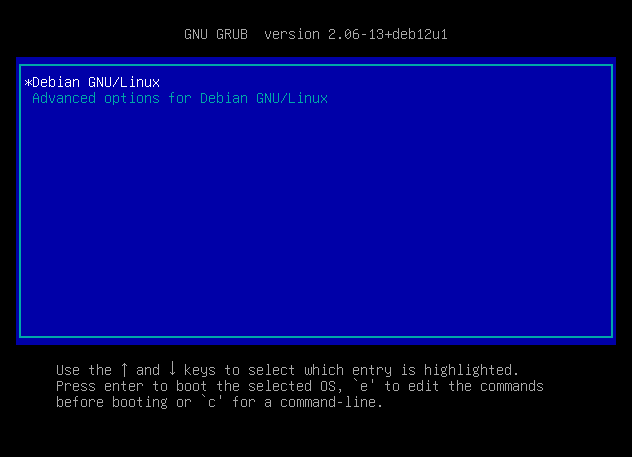 GNU GRUB  version 2.06-13+deb12u1
*Debian GNU/Linux
Advanced options for Debian GNU/Linux
Use the ↑ and ↓ keys to select which entry is highlighted.
Press enter to boot the selected OS, `e' to edit the commands
before booting or `c' for a command-line.